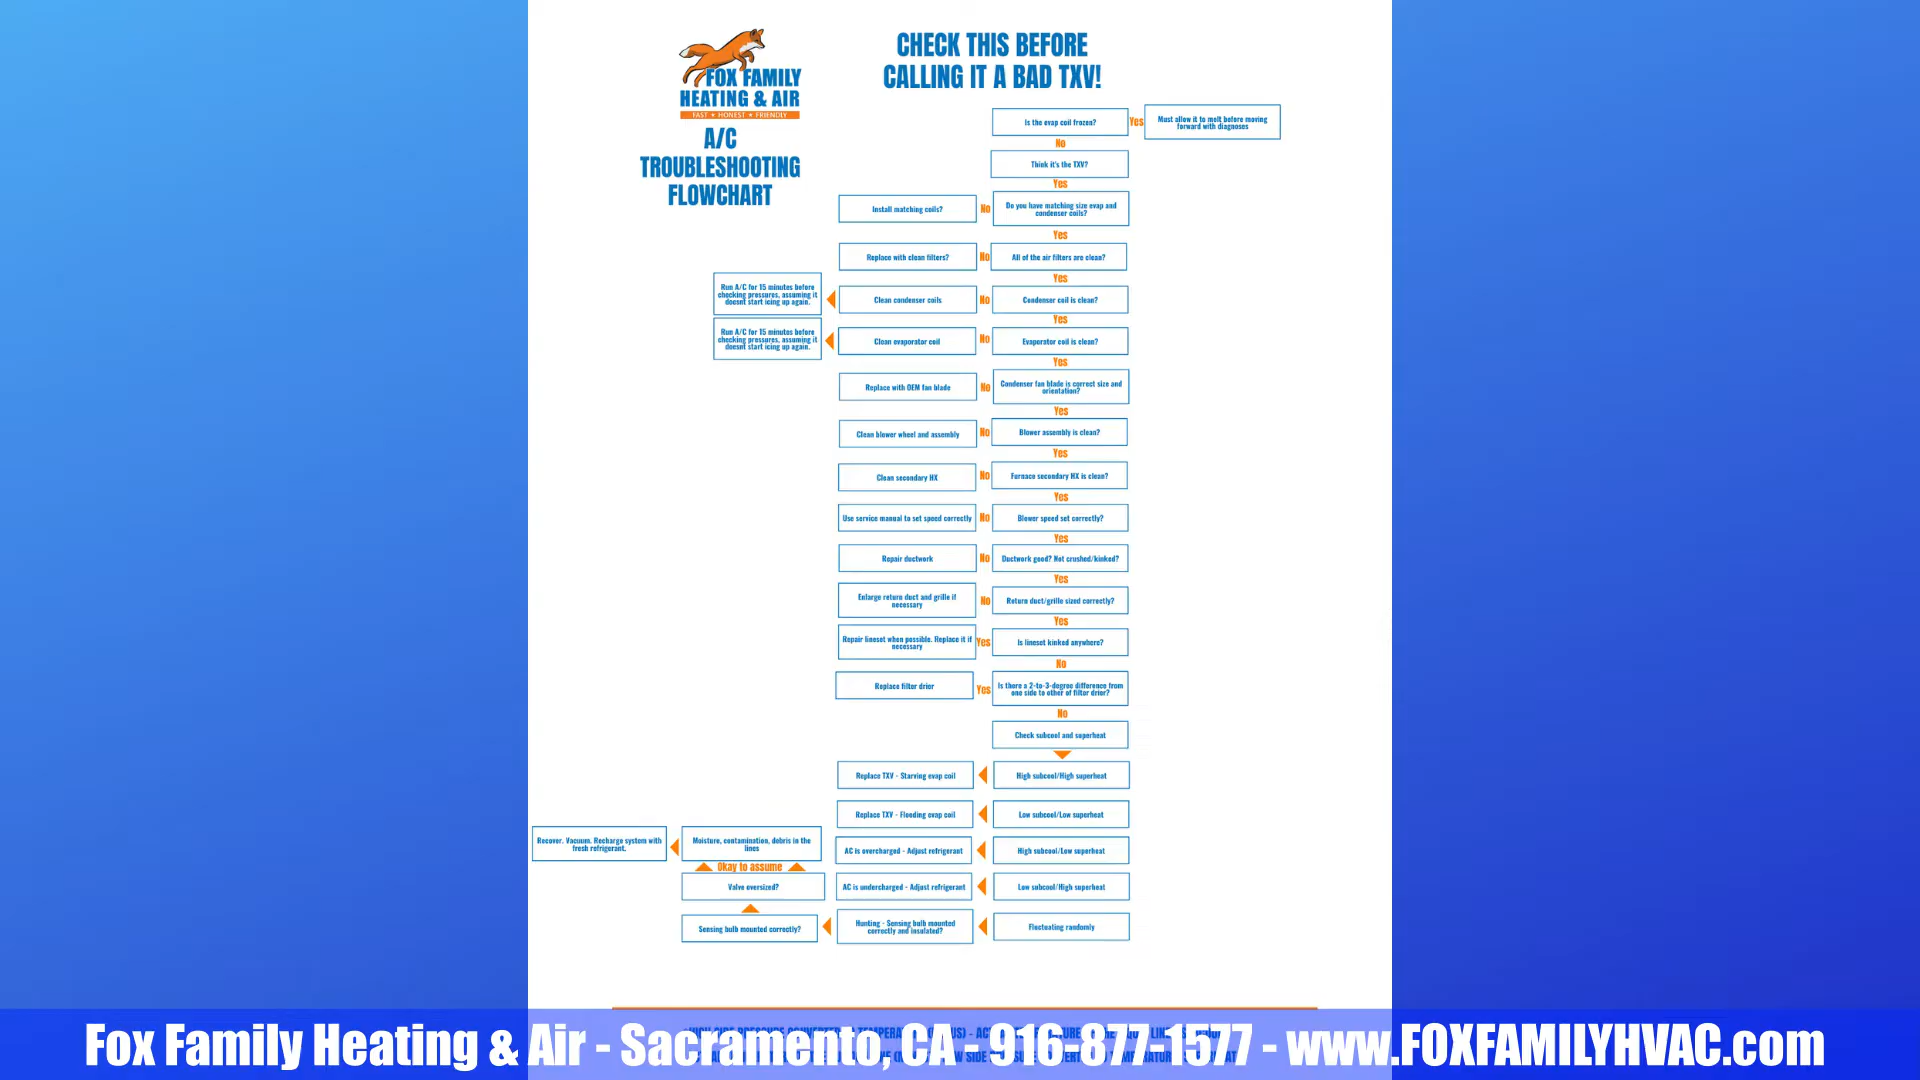 FOX FAMILY
HEATING & AIR
FAST ★ HONEST ★ FRIENDLY
A/C
TROUBLESHOOTING
FLOWCHART
CHECK THIS BEFORE
CALLING IT A BAD TXV!
Is the evap coil frozen?
Yes
Must allow it to melt before moving
forward with diagnoses
No
Think it's the TXV?
Yes
Install matching coils?
No
Do you have matching size evap and
condenser coils?
Yes
Replace with clean filters?
No
All of the air filters are clean?
Yes
Run A/C for 15 minutes before
checking pressures, assuming it
doesnt start icing up again.
Clean condenser coils
No
Condenser coil is clean?
Yes
Run A/C for 15 minutes before
checking pressures, assuming it
doesnt start icing up again.
Clean evaporator coil
No
Evaporator coil is clean?
Yes
Replace with OEM fan blade
No
Condenser fan blade is correct size and
orientation?
Yes
Clean blower wheel and assembly
No
Blower assembly is clean?
Yes
Clean secondary HX
No
Furnace secondary HX is clean?
Yes
Use service manual to set speed correctly
No
Blower speed set correctly?
Yes
Repair ductwork
No
Ductwork good? Not crushed/kinked?
Yes
Enlarge return duct and grille if
necessary
No
Return duct/grille sized correctly?
Yes
Repair lineset when possible. Replace it if
necessary
Yes
Is lineset kinked anywhere?
No
Replace filter drier
Yes
Is there a 2-to-3-degree difference from
one side to other of filter drier?
No
Check subcool and superheat
Replace TXV - Starving evap coil
High subcool/High superheat
Replace TXV - Flooding evap coil
Low subcool/Low superheat
Recover. Vacuum. Recharge system with
fresh refrigerant.
Moisture, contamination, debris in the
lines
AC is overcharged - Adjust refrigerant
High subcool/Low superheat
Okay to assume
Valve oversized?
AC is undercharged - Adjust refrigerant
Low subcool/High superheat
Sensing bulb mounted correctly?
Hunting - Sensing bulb mounted
correctly and insulated?
Fluctuating randomly
Fox Family Heating & Air - Sacramento, CA - 916-877-1577 - www.FOXFAMILYHVAC.com